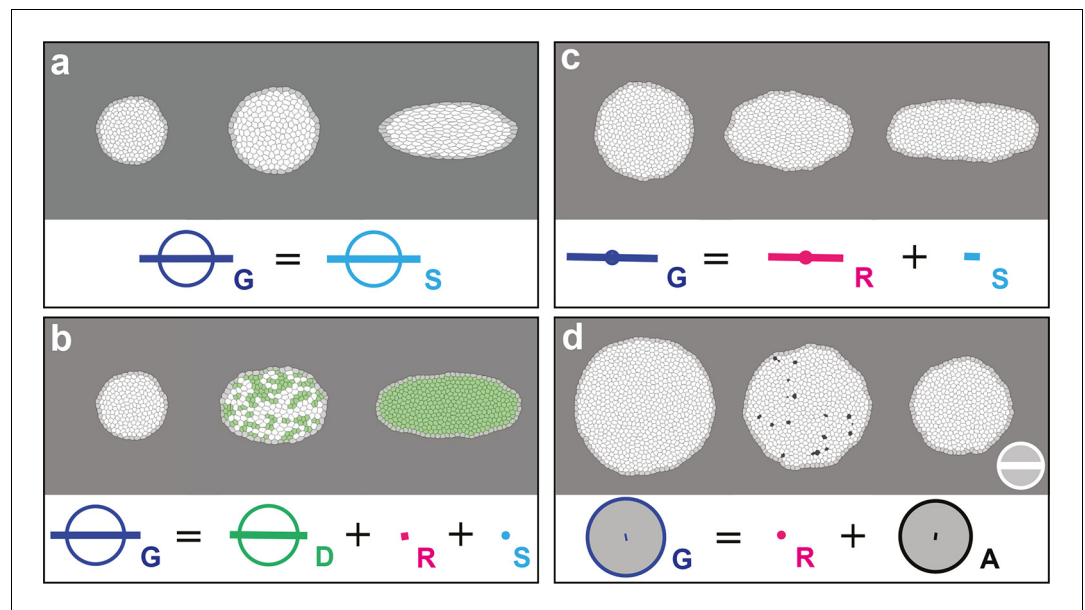 a
G = S
b
G = D + R + S
c
G = R + S
d
G = R + A